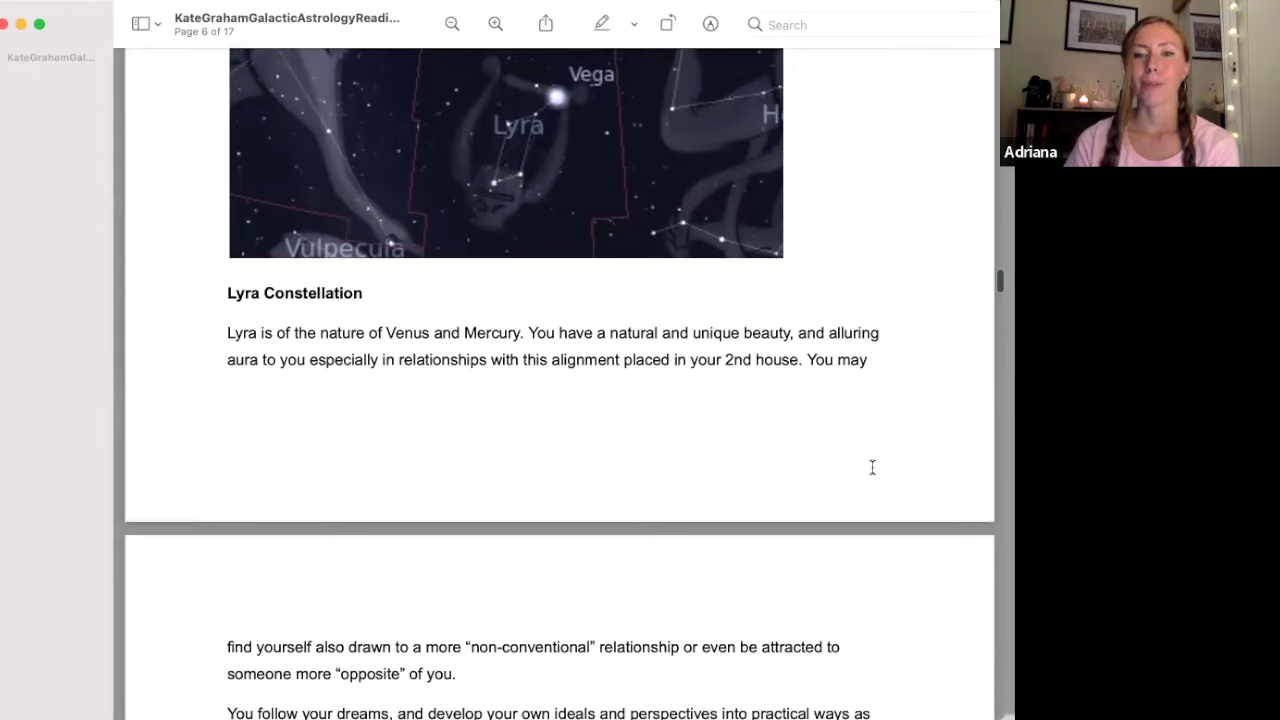 KateGrahamGalacticAstrologyReadi...
Page 6 of 17
Search
KateGrahamGal...
Adriana
Vega
Lyra
H
Vulpecula
Lyra Constellation
Lyra is of the nature of Venus and Mercury. You have a natural and unique beauty, and alluring
aura to you especially in relationships with this alignment placed in your 2nd house. You may
find yourself also drawn to a more “non-conventional” relationship or even be attracted to
someone more “opposite” of you.
You follow your dreams, and develop your own ideals and perspectives into practical ways as